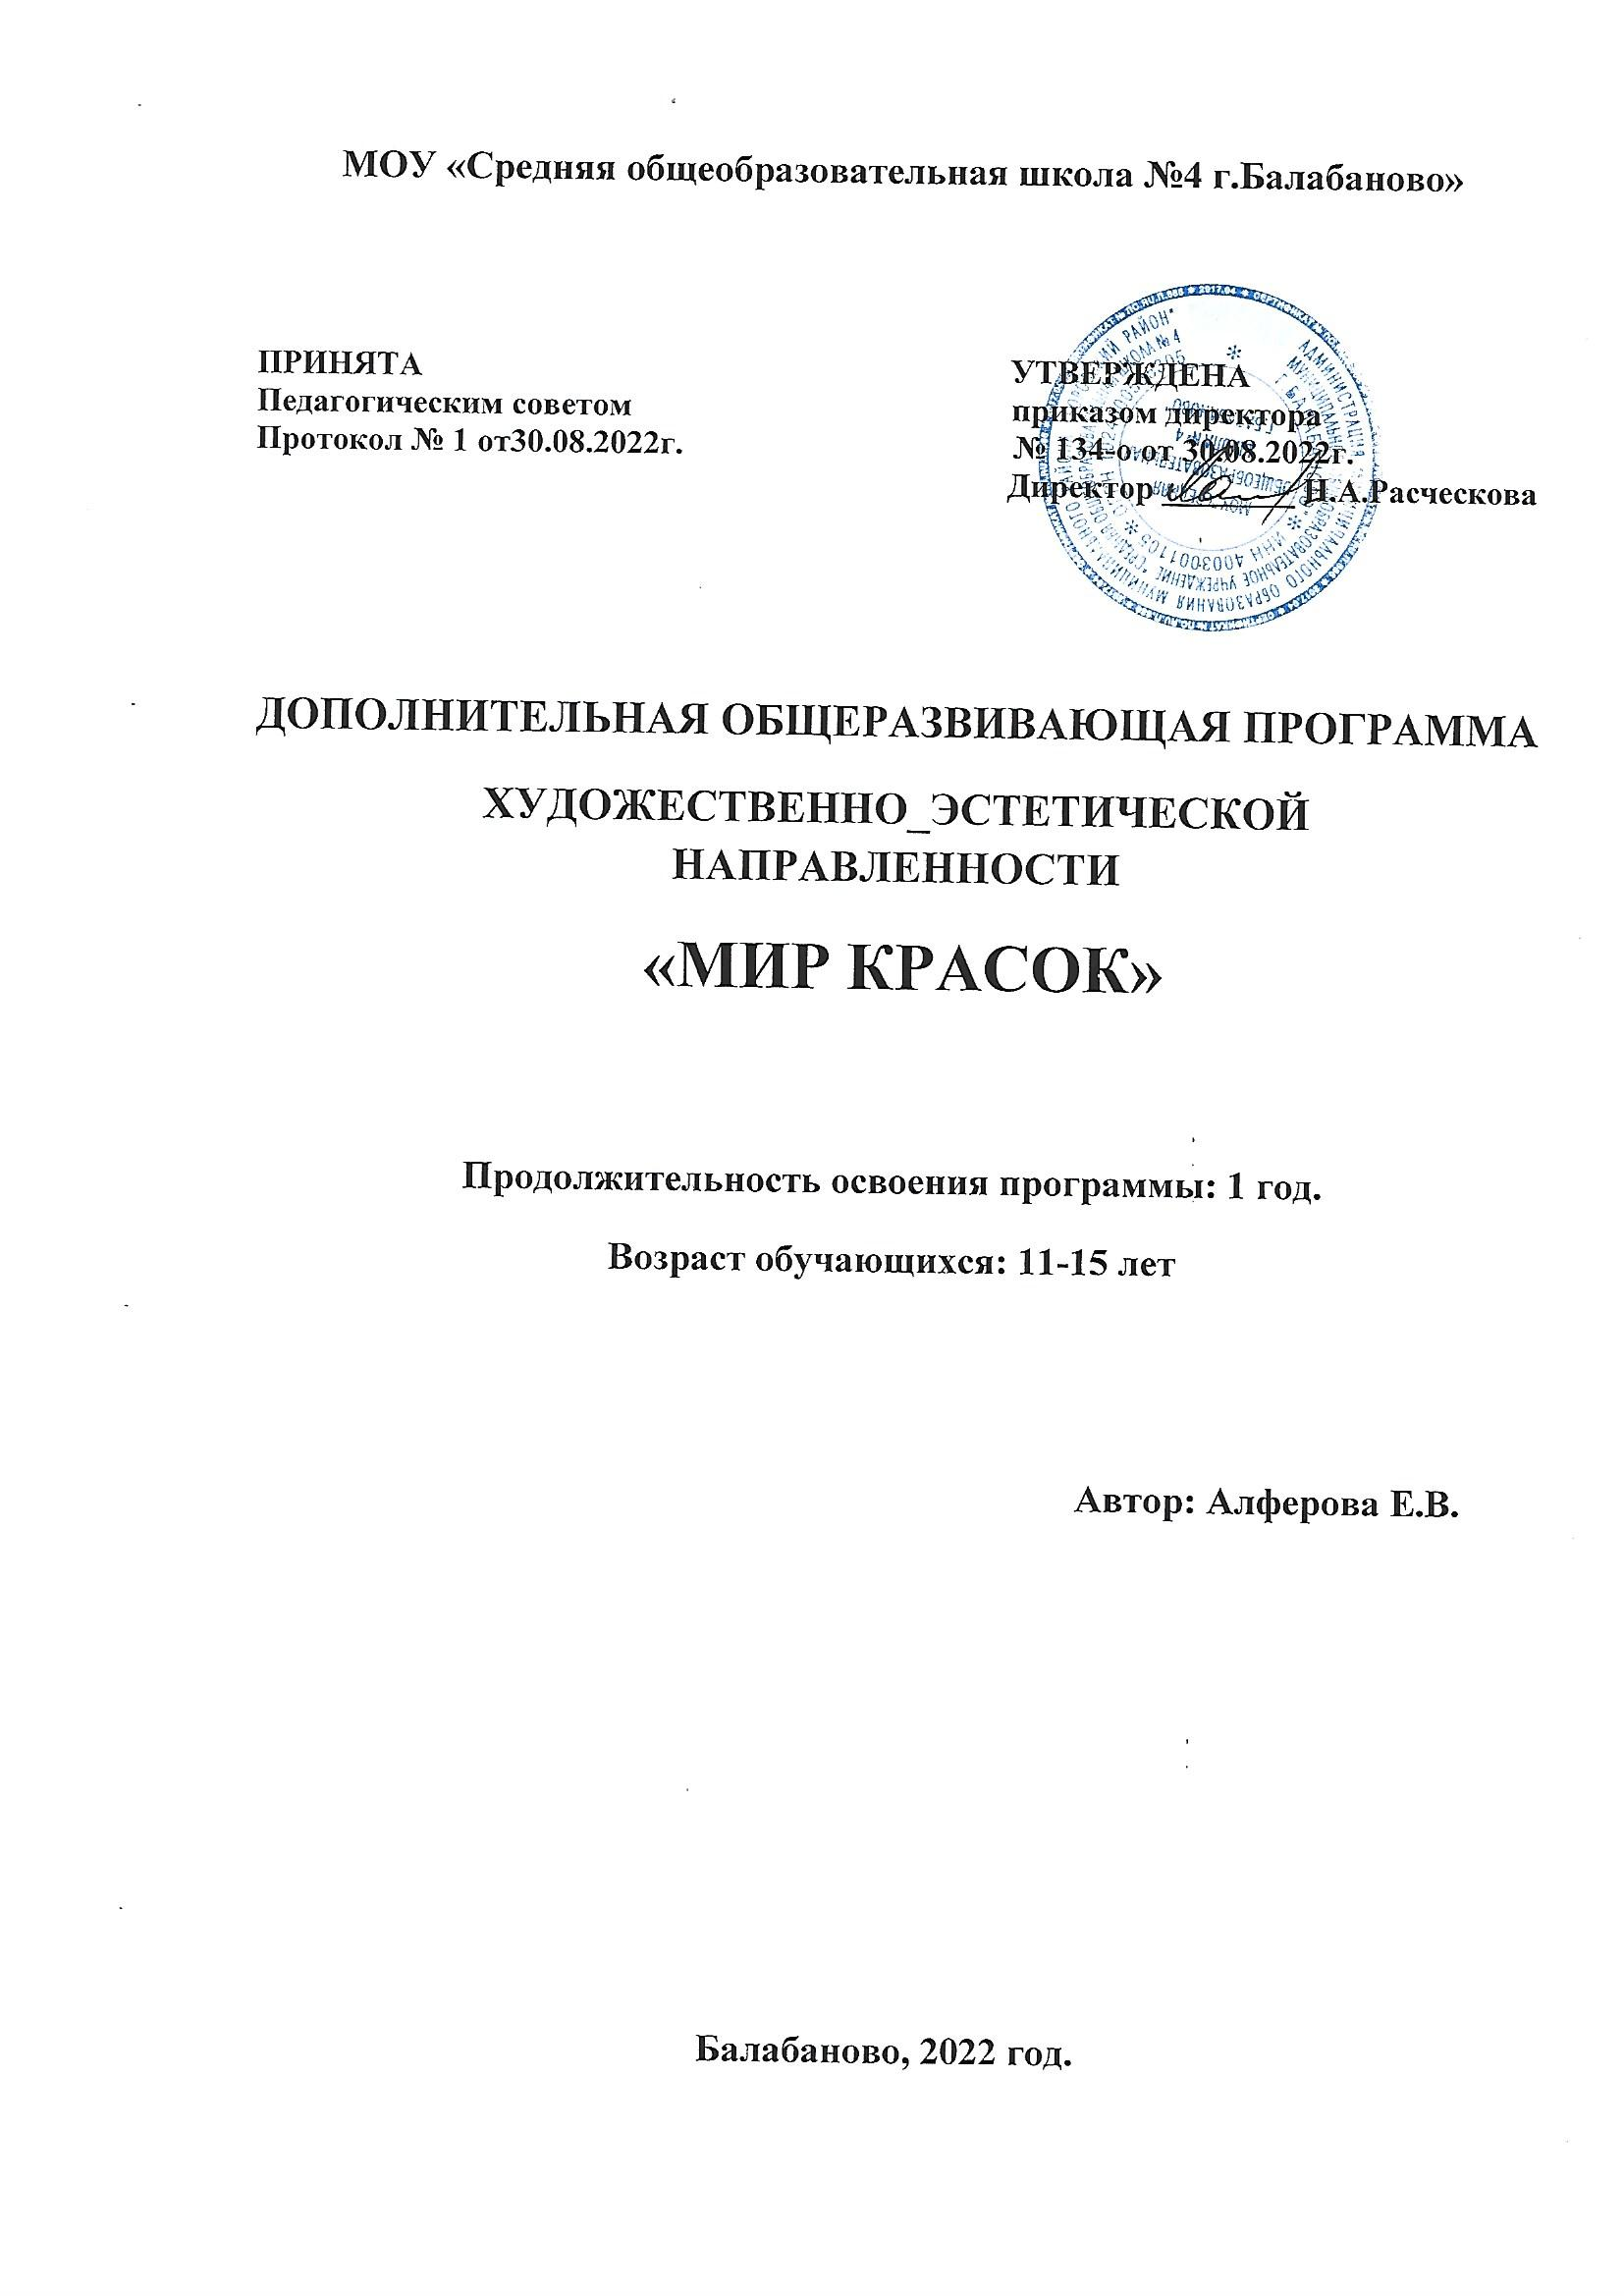 МОУ «Средняя общеобразовательная школа №4 г.Балабаново»
ПРИНЯТА
Педагогическим советом
Протокол № 1 от30.08.2022г.
УТВЕРЖДЕНА
приказом директора
№ 134-о от 30.08.2022г.
Директор Н.А.Расческова
ИНН 4003001105
ДОПОЛНИТЕЛЬНАЯ ОБЩЕРАЗВИВАЮЩАЯ ПРОГРАММА
ХУДОЖЕСТВЕННО_ЭСТЕТИЧЕСКОЙ
НАПРАВЛЕННОСТИ
«МИР КРАСОК»
Продолжительность освоения программы: 1 год.
Возраст обучающихся: 11-15 лет
Автор: Алферова Е.В.
Балабаново, 2022 год.